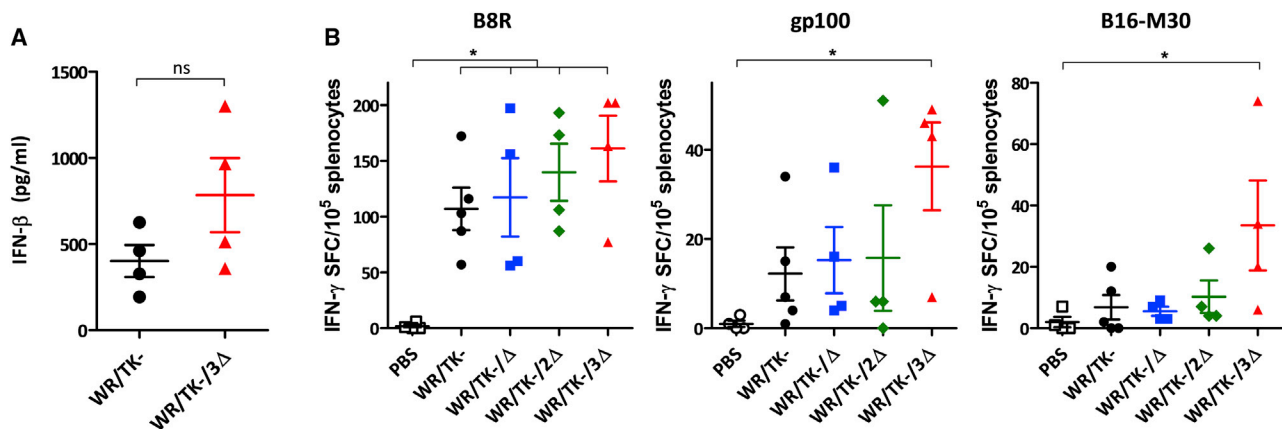 A
ns
IFN-β (pg/ml)
1500
1000
500
0
WR/TK-
WR/TK-/3Δ
B
B8R
*
IFN-γ SFC/10⁵ splenocytes
200
150
100
50
0
PBS
WR/TK-
WR/TK-/Δ
WR/TK-/2Δ
WR/TK-/3Δ
gp100
*
IFN-γ SFC/10⁵ splenocytes
40
20
0
PBS
WR/TK-
WR/TK-/Δ
WR/TK-/2Δ
WR/TK-/3Δ
B16-M30
*
IFN-γ SFC/10⁵ splenocytes
80
60
40
20
0
PBS
WR/TK-
WR/TK-/Δ
WR/TK-/2Δ
WR/TK-/3Δ